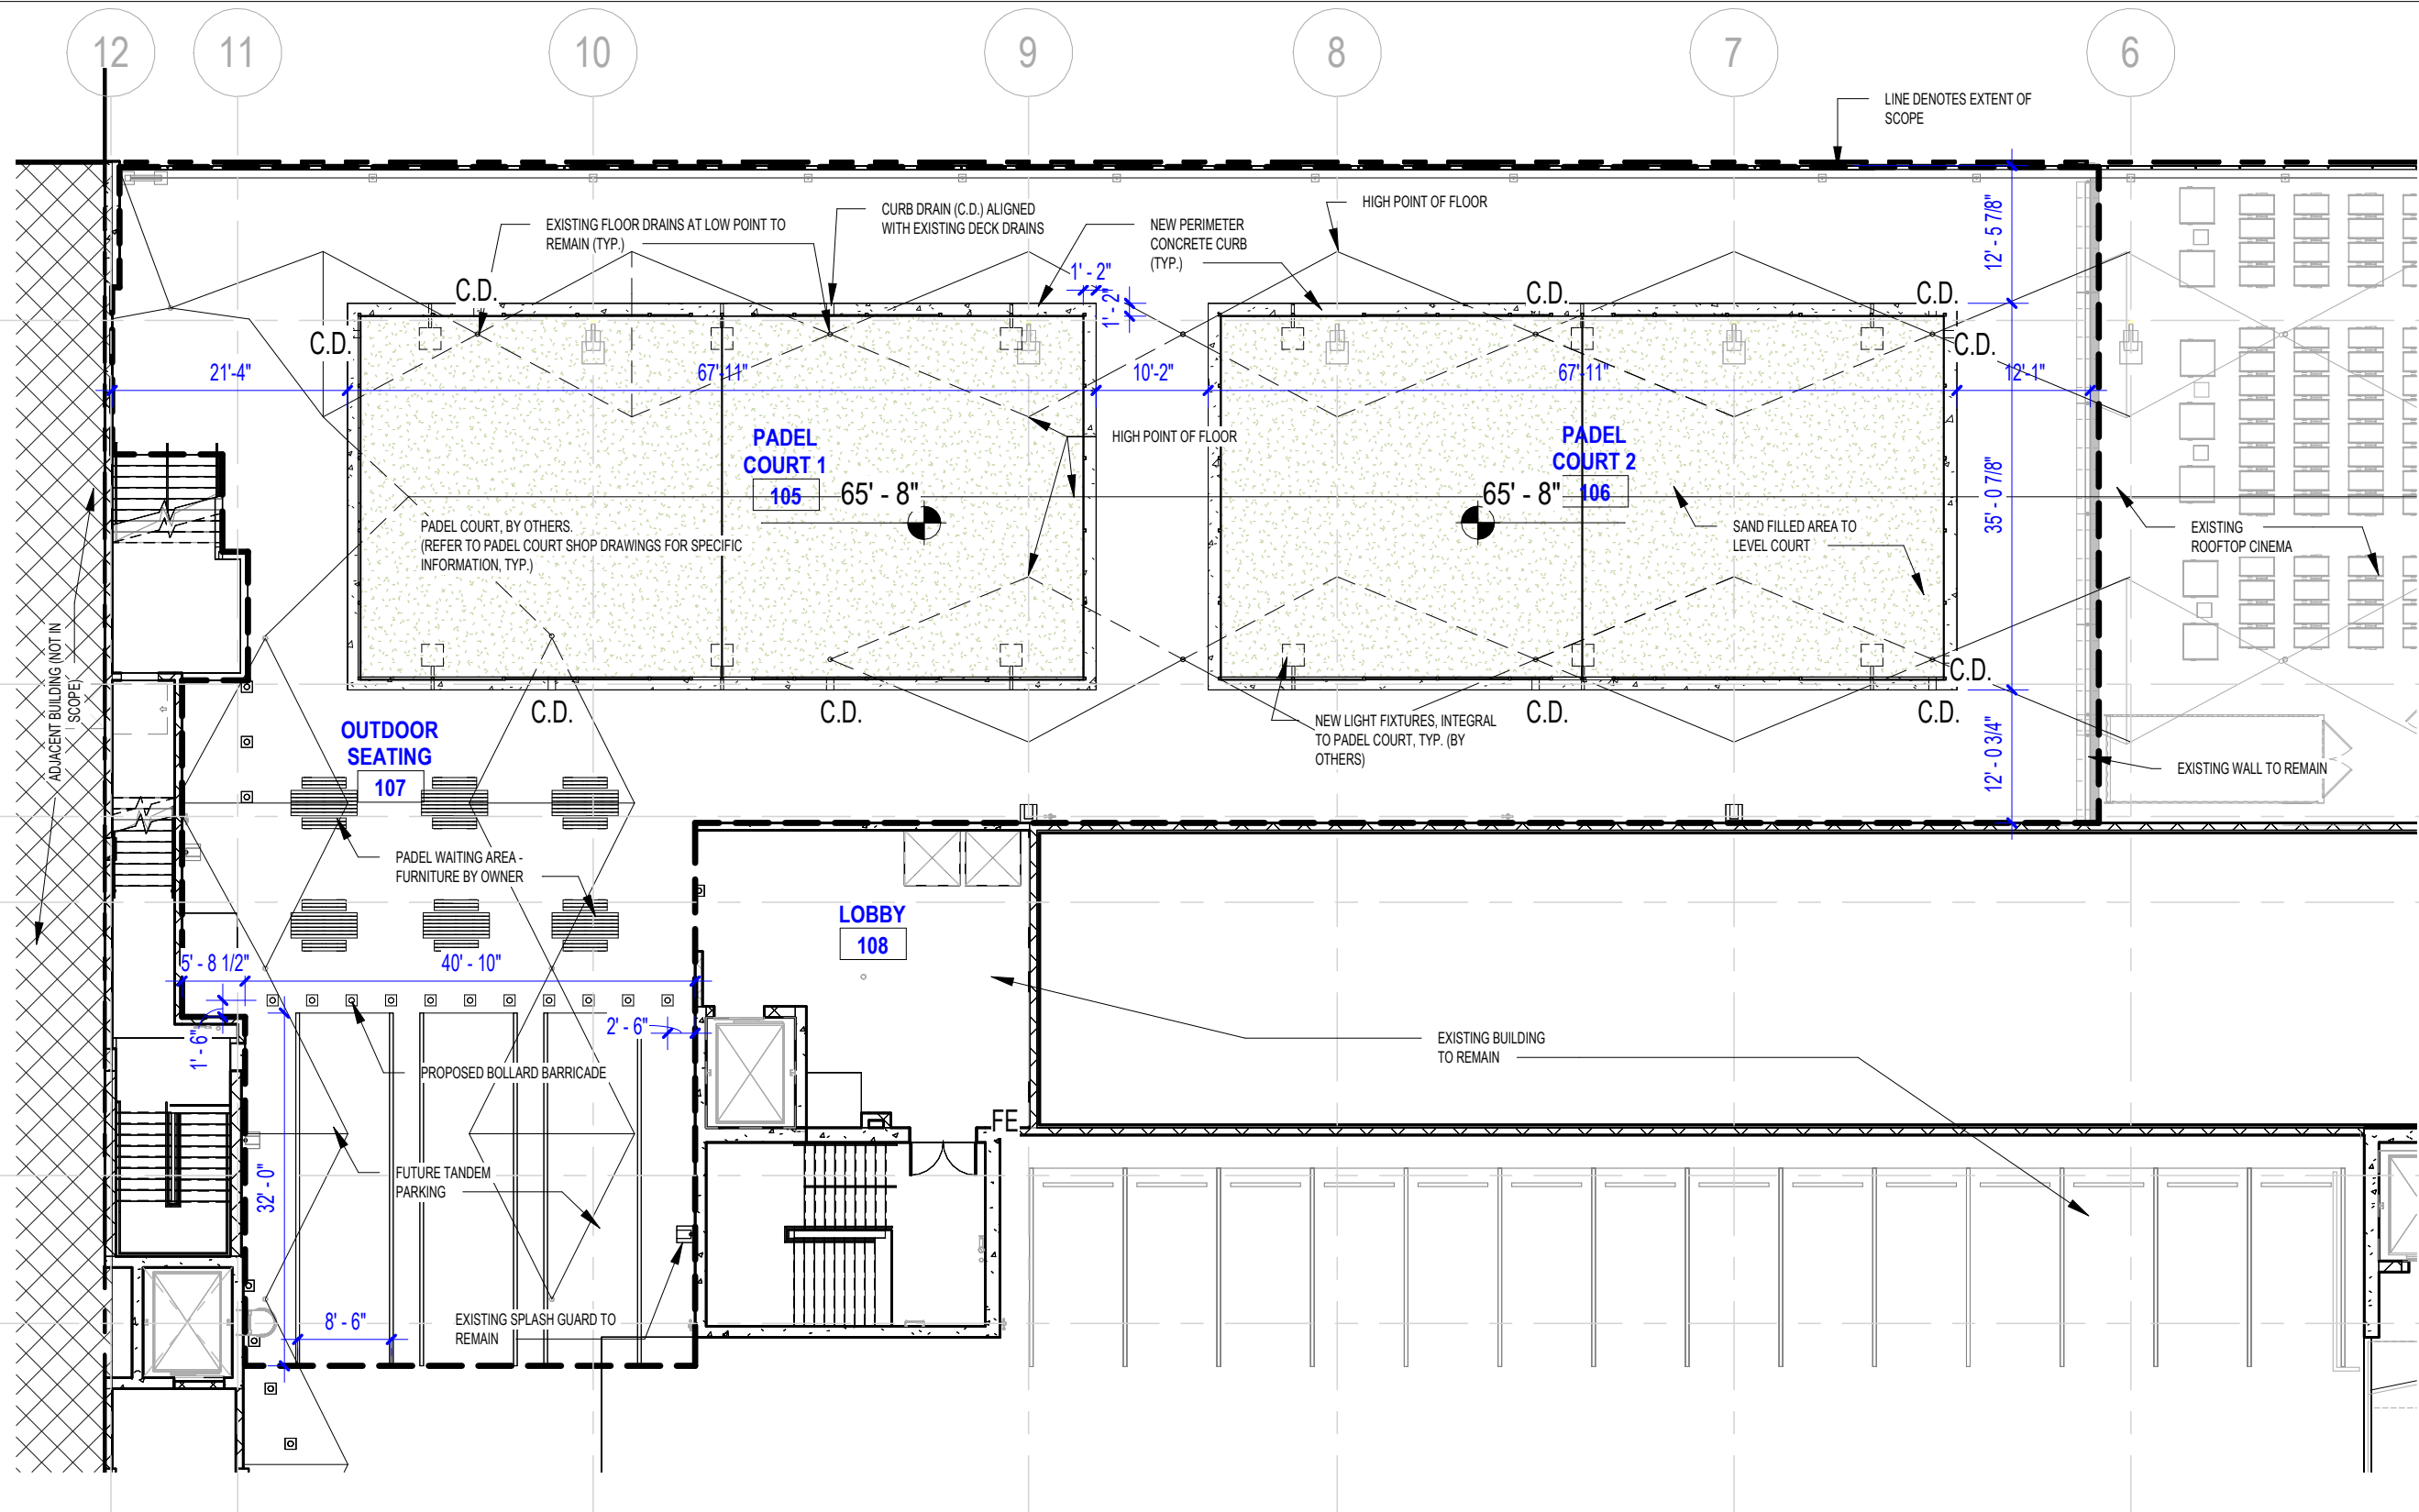 12
11
10
9
8
7
6
LINE DENOTES EXTENT OF
SCOPE
EXISTING FLOOR DRAINS AT LOW POINT TO
REMAIN (TYP.)
CURB DRAIN (C.D.) ALIGNED
WITH EXISTING DECK DRAINS
NEW PERIMETER
CONCRETE CURB
(TYP.)
HIGH POINT OF FLOOR
12' - 5 7/8"
1' - 2"
1' - 2"
C.D.
C.D.
C.D.
C.D.
C.D.
21'-4"
67'-11"
10'-2"
67'-11"
12'-1"
PADEL
COURT 1
105
65' - 8"
HIGH POINT OF FLOOR
PADEL
COURT 2
106
65' - 8"
35' - 0 7/8"
PADEL COURT, BY OTHERS.
(REFER TO PADEL COURT SHOP DRAWINGS FOR SPECIFIC
INFORMATION, TYP.)
SAND FILLED AREA TO
LEVEL COURT
EXISTING
ROOFTOP CINEMA
ADJACENT BUILDING (NOT IN
SCOPE)
C.D.
C.D.
C.D.
C.D.
C.D.
OUTDOOR
SEATING
107
NEW LIGHT FIXTURES, INTEGRAL
TO PADEL COURT, TYP. (BY
OTHERS)
12' - 0 3/4"
EXISTING WALL TO REMAIN
PADEL WAITING AREA -
FURNITURE BY OWNER
LOBBY
108
5' - 8 1/2"
40' - 10"
1' - 6"
2' - 6"
PROPOSED BOLLARD BARRICADE
EXISTING BUILDING
TO REMAIN
FE
FUTURE TANDEM
PARKING
32' - 0"
8' - 6"
EXISTING SPLASH GUARD TO
REMAIN